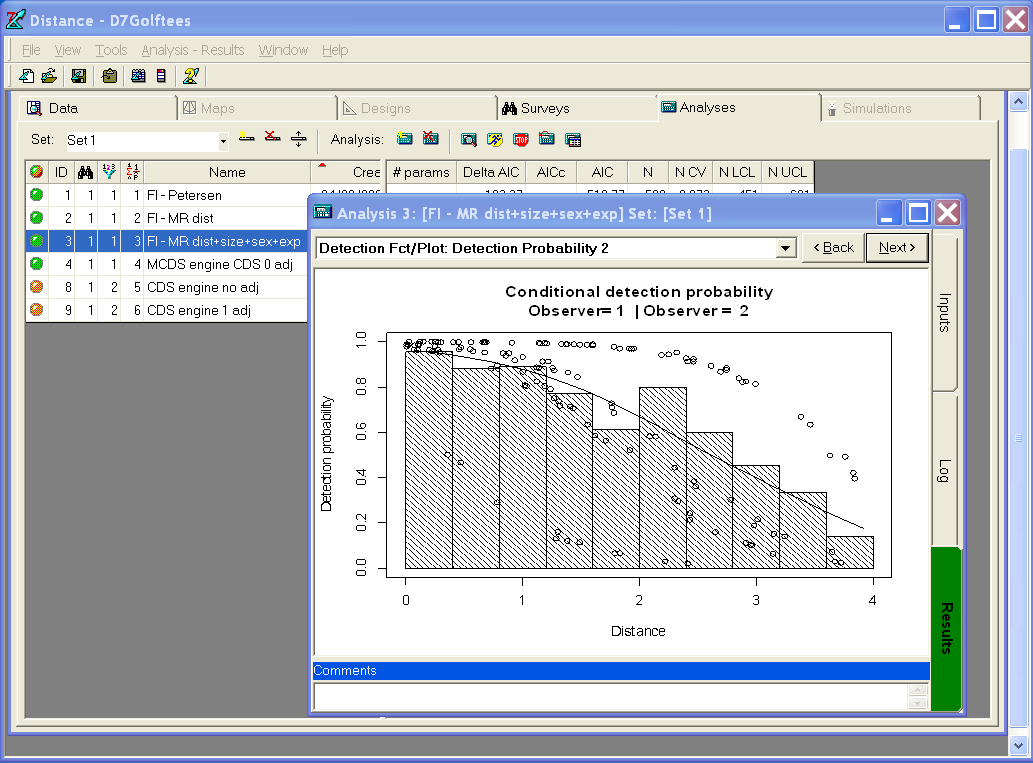 Distance - D7Golftees
File View Tools Analysis - Results Window Help
Data Maps Designs Surveys Analyses Simulations
Set: Set 1 Analysis: STOP
ID Name Crea # params Delta AIC AICc AIC N N CV N LCL N UCL
1 1 1 1 FI - Petersen
2 1 1 2 FI - MR dist
3 1 1 3 FI - MR dist+size+sex+exp
4 1 1 4 MCDS engine CDS 0 adj
8 1 2 5 CDS engine no adj
9 1 2 6 CDS engine 1 adj
Analysis 3: [FI - MR dist+size+sex+exp] Set: [Set 1]
Detection Fct/Plot: Detection Probability 2 < Back Next >
Inputs
Log
Results
Conditional detection probability
Observer= 1 | Observer = 2
Detection probability
1.0
0.8
0.6
0.4
0.2
0.0
0 1 2 3 4
Distance
Comments